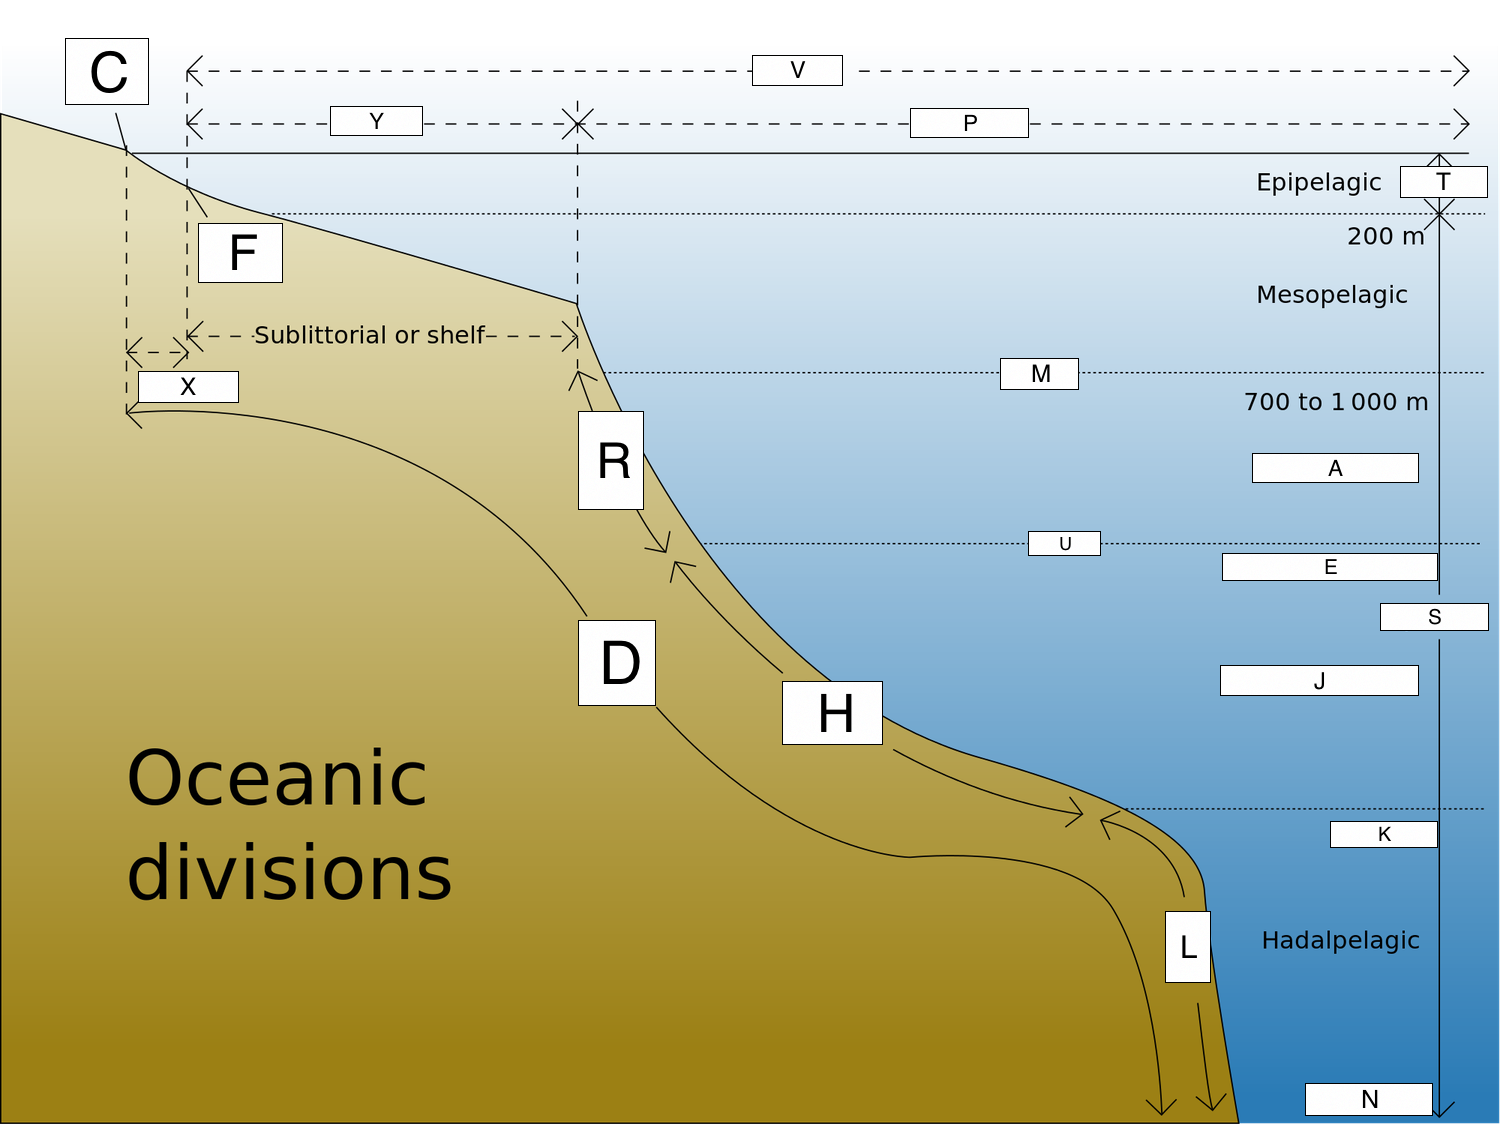 C
V
Y
P
Epipelagic
T
F
200 m
Mesopelagic
Sublittorial or shelf
X
M
700 to 1 000 m
R
A
U
E
S
D
J
H
Oceanic
divisions
K
L
Hadalpelagic
N